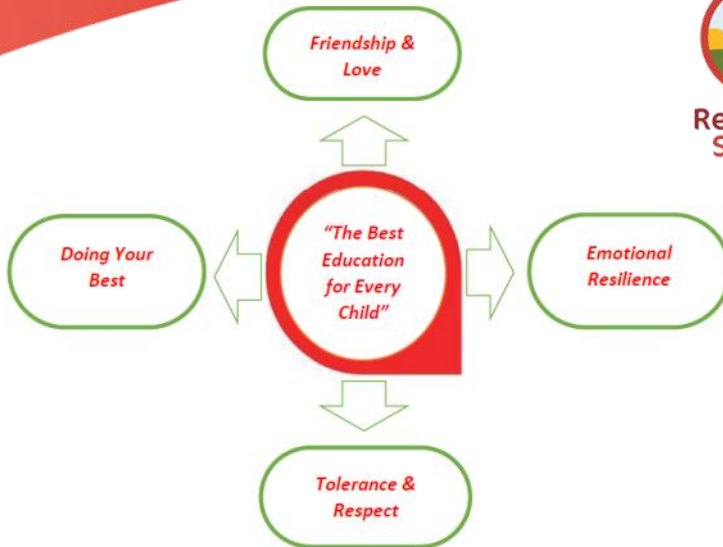 Friendship &
Love
Doing Your
Best
“The Best
Education
for Every
Child”
Emotional
Resilience
Tolerance &
Respect